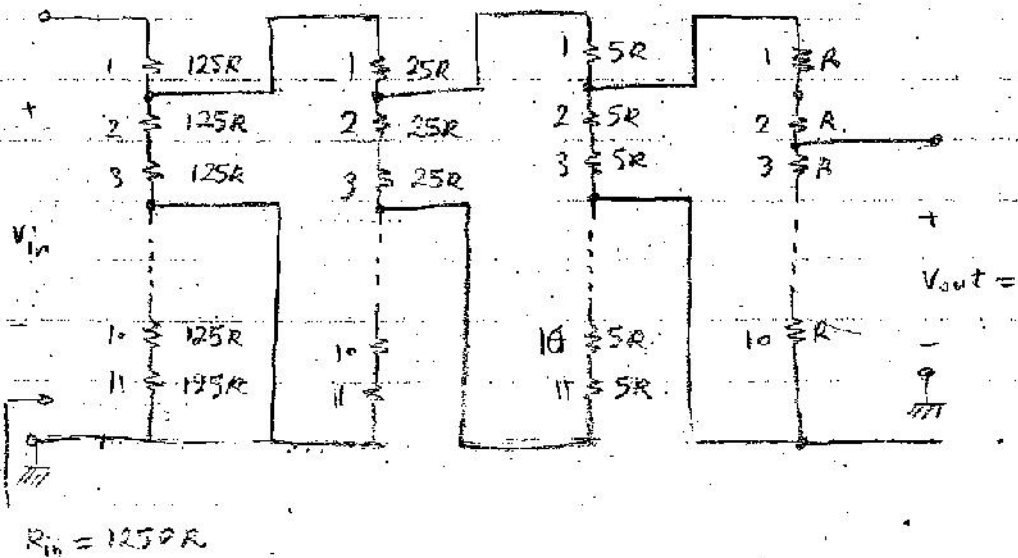 1 125R 1 25R 1 5R 1 R
+ 2 125R 2 25R 2 5R 2 R.
3 125R 3 25R 3 5R 3 R
Vin +
Vout =
- 10 125R 10 10 5R 10 R -
11 125R 11 11 5R
Rin = 1250R